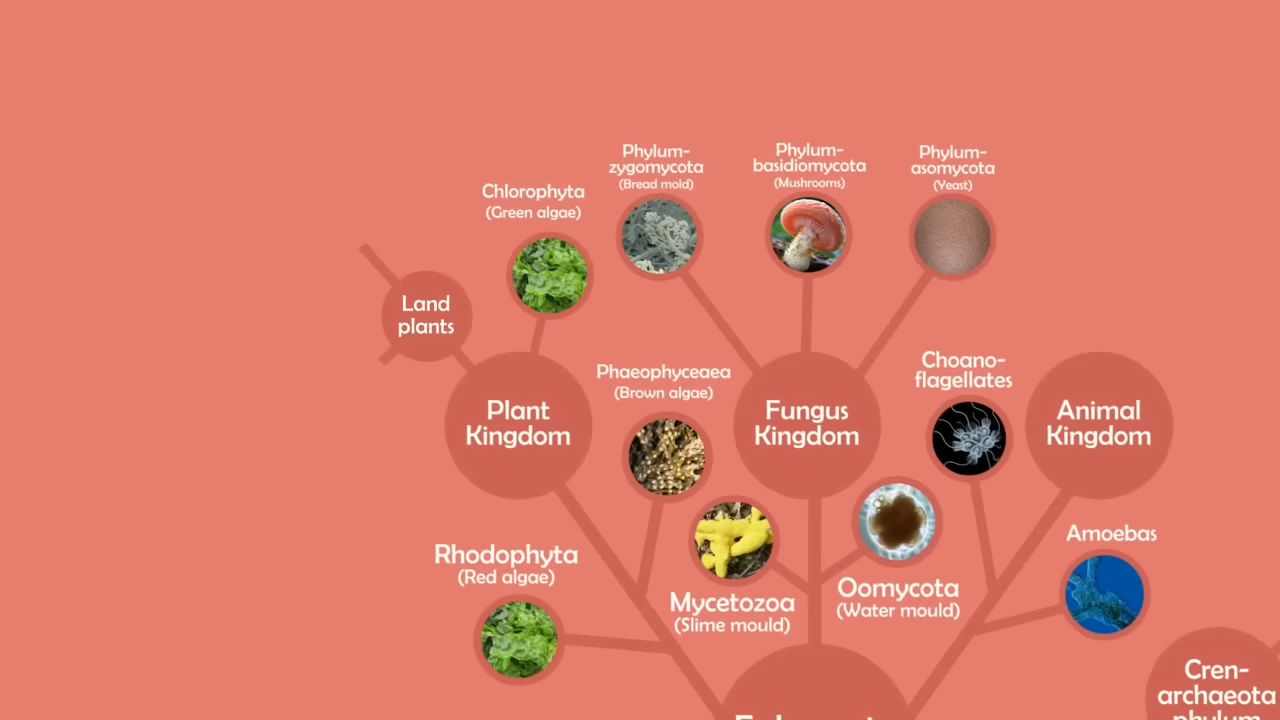 Phylum-
zygomycota
(Bread mold)
Phylum-
basidiomycota
(Mushrooms)
Phylum-
asomycota
(Yeast)
Chlorophyta
(Green algae)
Land
plants
Phaeophyceaea
(Brown algae)
Choano-
flagellates
Plant
Kingdom
Fungus
Kingdom
Animal
Kingdom
Amoebas
Rhodophyta
(Red algae)
Mycetozoa
(Slime mould)
Oomycota
(Water mould)
Cren-
archaeota
phylum